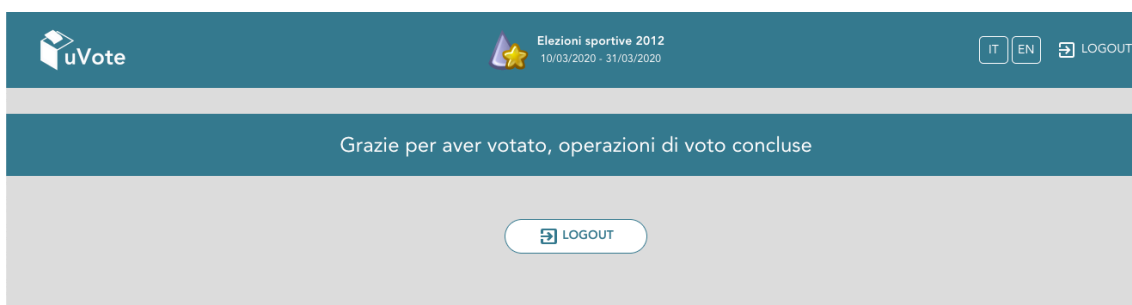 uVote
Elezioni sportive 2012
10/03/2020 - 31/03/2020
IT EN LOGOUT
Grazie per aver votato, operazioni di voto concluse
LOGOUT